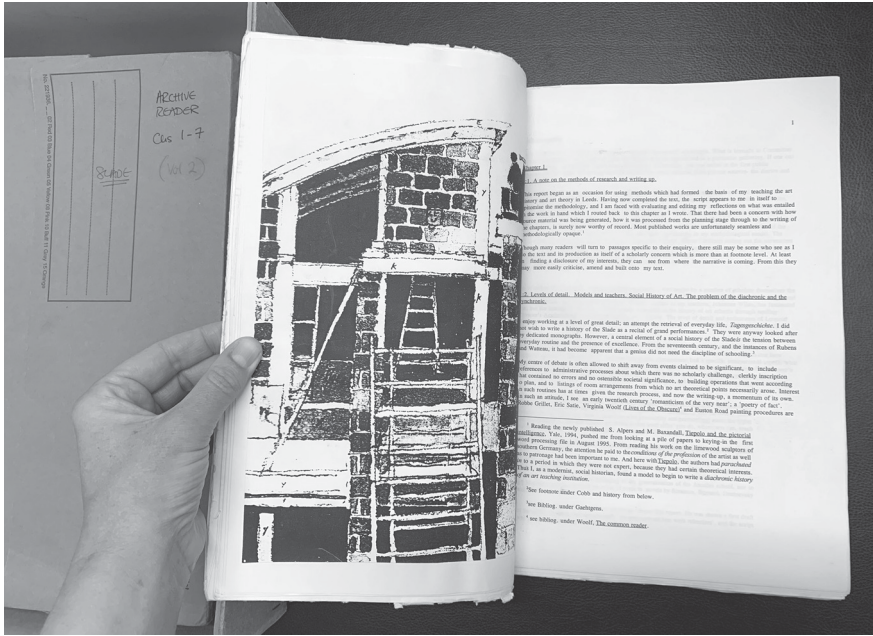 ARCHIVE
READER
Chs 1-7
(Vol 2)
SLADE
1
Chapter 1.
1. A note on the methods of research and writing up.
This report began as an occasion for using methods which had formed the basis of my teaching the art
history and art theory in Leeds. Having now completed the text, the script appears to me in itself to
the methodology, and I am faced with evaluating and editing my reflections on what was entailed
the work in hand which I routed back to this chapter as I wrote. That there had been a concern with how
source material was being generated, how it was processed from the planning stage through to the writing of
chapters, is surely now worthy of record. Most published works are unfortunately seamless and
methodologically opaque.¹
Though many readers will turn to passages specific to their enquiry, there still may be some who see as I
the text and its production as itself of a scholarly concern which is more than at footnote level. At least
finding a disclosure of my interests, they can see from where the narrative is coming. From this they
may more easily criticise, amend and built onto my text.
2. Levels of detail. Models and teachers. Social History of Art. The problem of the diachronic and the
enjoy working at a level of great detail; an attempt the retrieval of everyday life, Tagesgeschichte. I did
not wish to write a history of the Slade as a recital of grand performances.² They were anyway looked after
dedicated monographs. However, a central element of a social history of the Slade is the tension between
everyday routine and the presence of excellence. From the seventeenth century, and the instances of Rubens
and Watteau, it had become apparent that a genius did not need the discipline of schooling.³
My centre of debate is often allowed to shift away from events claimed to be significant, to include
references to administrative processes about which there was no scholarly challenge, clerkly inscription
that contained no errors and no ostensible societal significance, to building operations that went according
to plan, and to listings of room arrangements from which no art theoretical points necessarily arose. Interest
such routines has at times given the research process, and now the writing-up, a momentum of its own.
such an attitude, I see an early twentieth century 'romanticism of the very near'; a 'poetry of fact'.
Robbe Grillet, Eric Satie, Virginia Woolf (Lives of the Obscure)⁴ and Euston Road painting procedures are
¹ Reading the newly published S. Alpers and M. Baxandall, Tiepolo and the pictorial
intelligence, Yale, 1994, pushed me from looking at a pile of papers to keying-in the first
word processing file in August 1995. From reading his work on the limewood sculptors of
southern Germany, the attention he paid to the conditions of the profession of the artist as well
as to patronage had been important to me. And here with Tiepolo, the authors had parachuted
in to a period in which they were not expert, because they had certain theoretical interests.
Thus I, as a modernist, social historian, found a model to begin to write a diachronic history
of an art teaching institution.
²See footnote under Cobb and history from below.
³see Bibliog. under Gaehtgens.
⁴ see bibliog. under Woolf, The common reader.